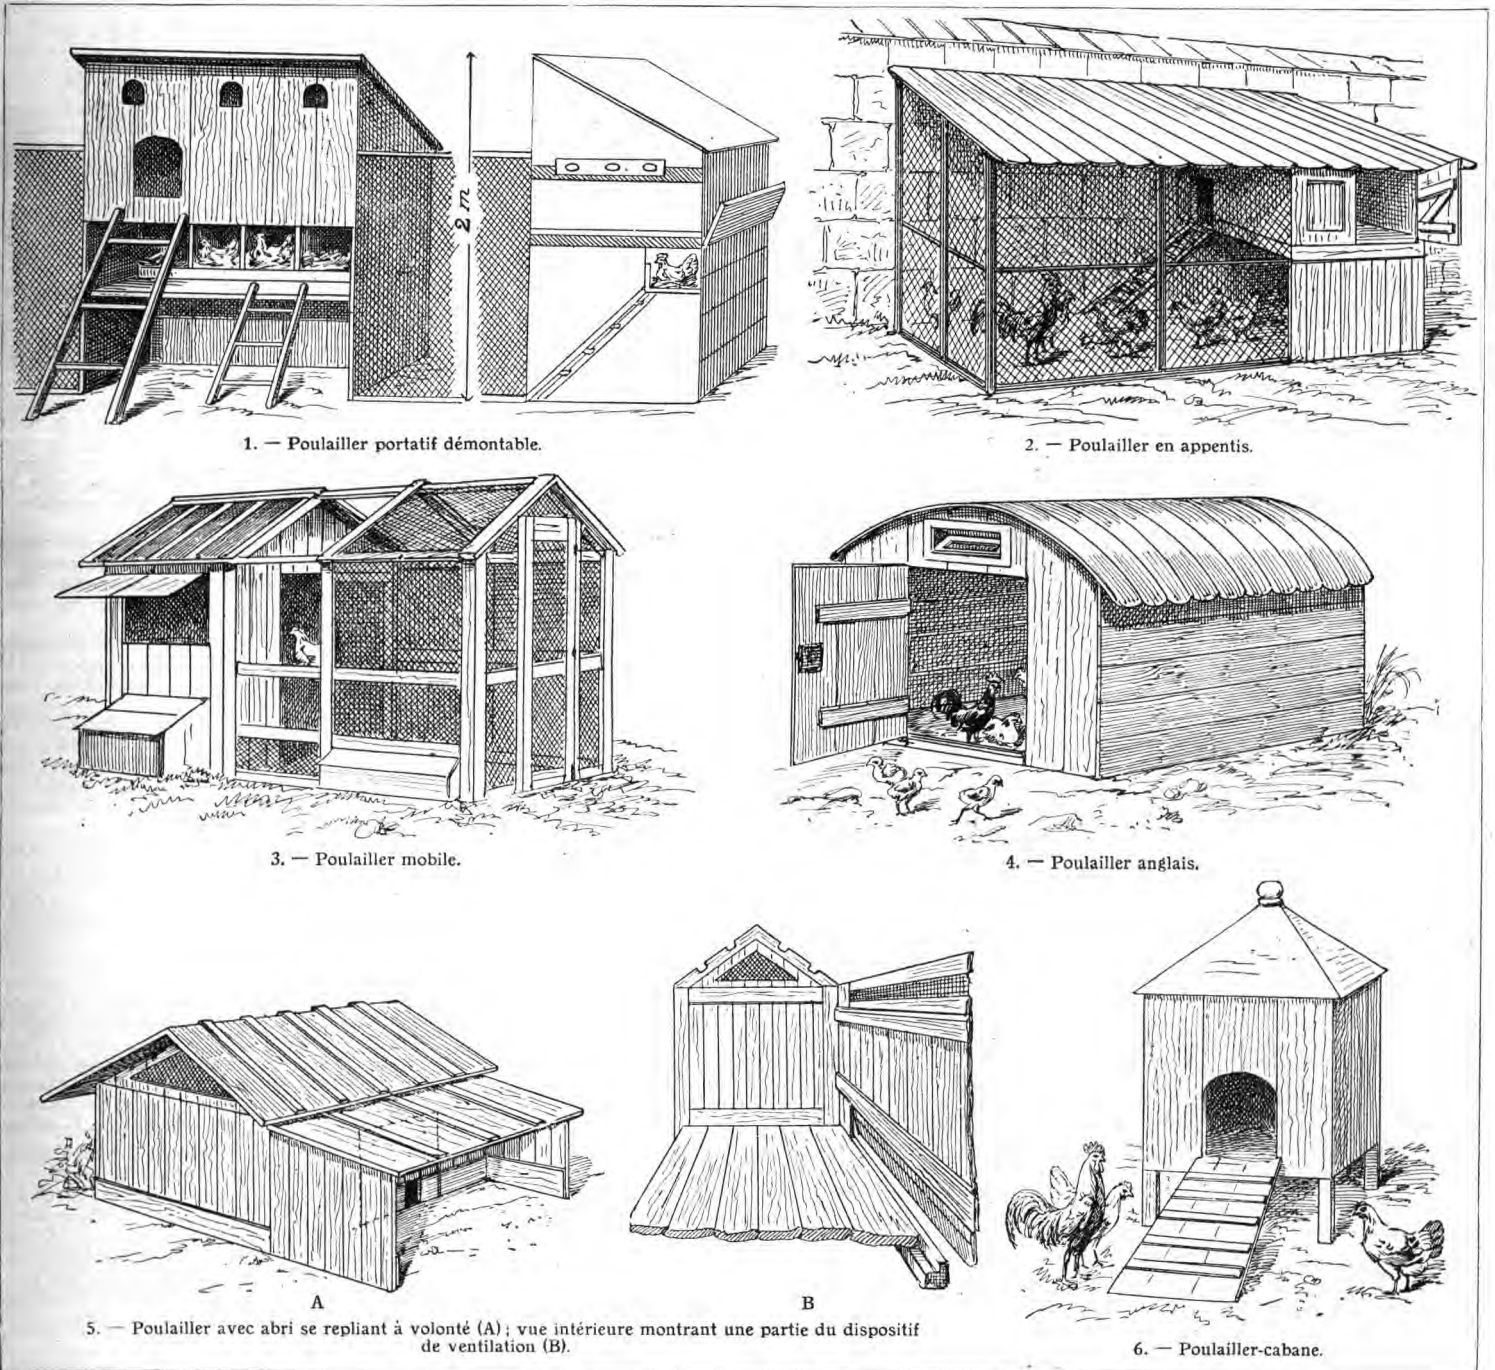 2 m
1. — Poulailler portatif démontable.
2. — Poulailler en appentis.
3. — Poulailler mobile.
4. — Poulailler anglais.
A
B
5. — Poulailler avec abri se repliant à volonté (A) ; vue intérieure montrant une partie du dispositif
de ventilation (B).
6. — Poulailler-cabane.